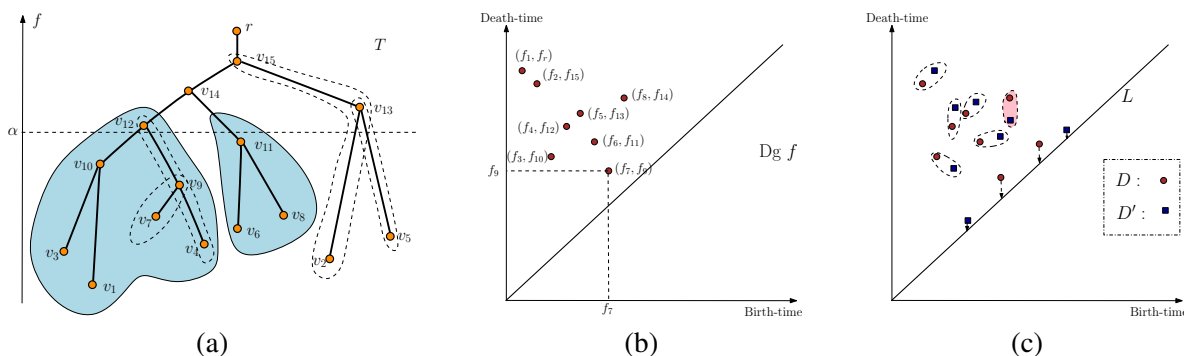 f
r
T
v₁₅
v₁₄
v₁₃
α
v₁₂
v₁₁
v₁₀
v₉
v₇
v₈
v₆
v₅
v₃
v₄
v₂
v₁
(a)
Death-time
(f₁, fᵣ)
(f₂, f₁₅)
(f₈, f₁₄)
(f₅, f₁₃)
(f₄, f₁₂)
(f₆, f₁₁)
(f₃, f₁₀)
(f₇, f₉)
f₉
Dg f
f₇
Birth-time
(b)
Death-time
L
D :
D′ :
Birth-time
(c)